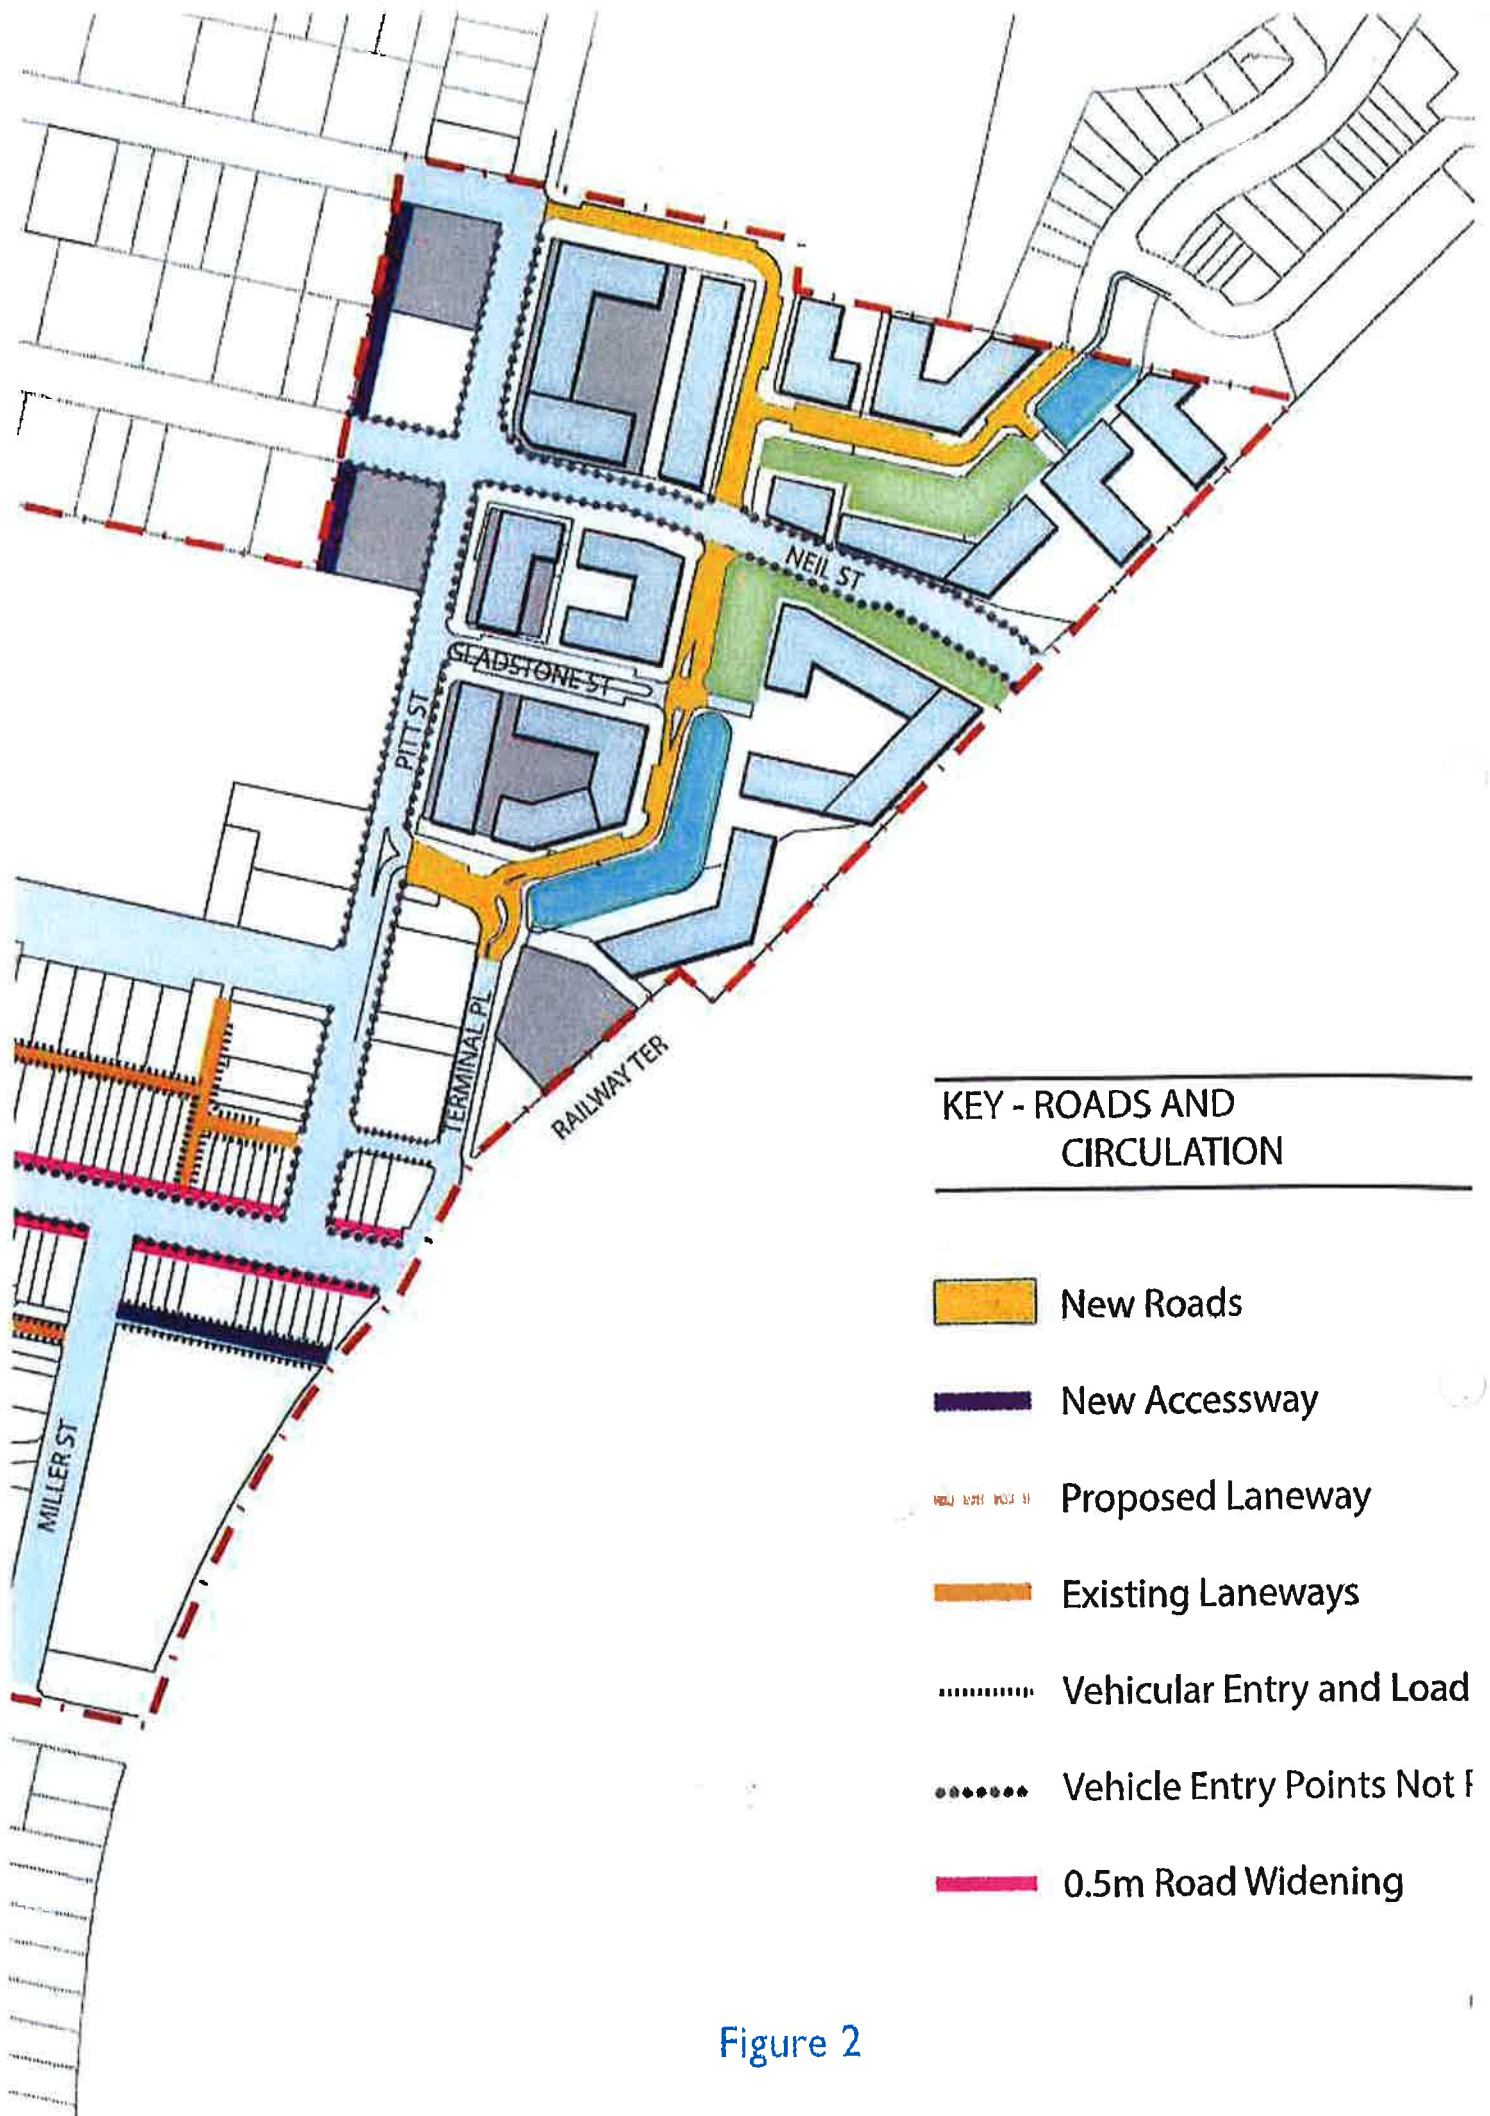 NEIL ST
GLADSTONE ST
PITT ST
TERMINAL PL
RAILWAY TER
MILLER ST
KEY - ROADS AND
CIRCULATION
New Roads
New Accessway
Proposed Laneway
Existing Laneways
Vehicular Entry and Load
Vehicle Entry Points Not
0.5m Road Widening
Figure 2